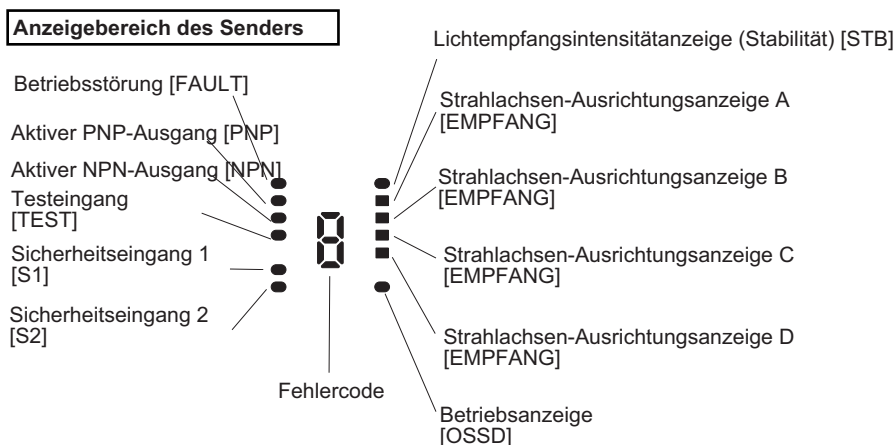 Anzeigebereich des Senders
Betriebsstörung [FAULT]
Aktiver PNP-Ausgang [PNP]
Aktiver NPN-Ausgang [NPN]
Testeingang
[TEST]
Sicherheitseingang 1
[S1]
Sicherheitseingang 2
[S2]
8
Fehlercode
Lichtempfangsintensitätanzeige (Stabilität) [STB]
Strahlachsen-Ausrichtungsanzeige A
[EMPFANG]
Strahlachsen-Ausrichtungsanzeige B
[EMPFANG]
Strahlachsen-Ausrichtungsanzeige C
[EMPFANG]
Strahlachsen-Ausrichtungsanzeige D
[EMPFANG]
Betriebsanzeige
[OSSD]